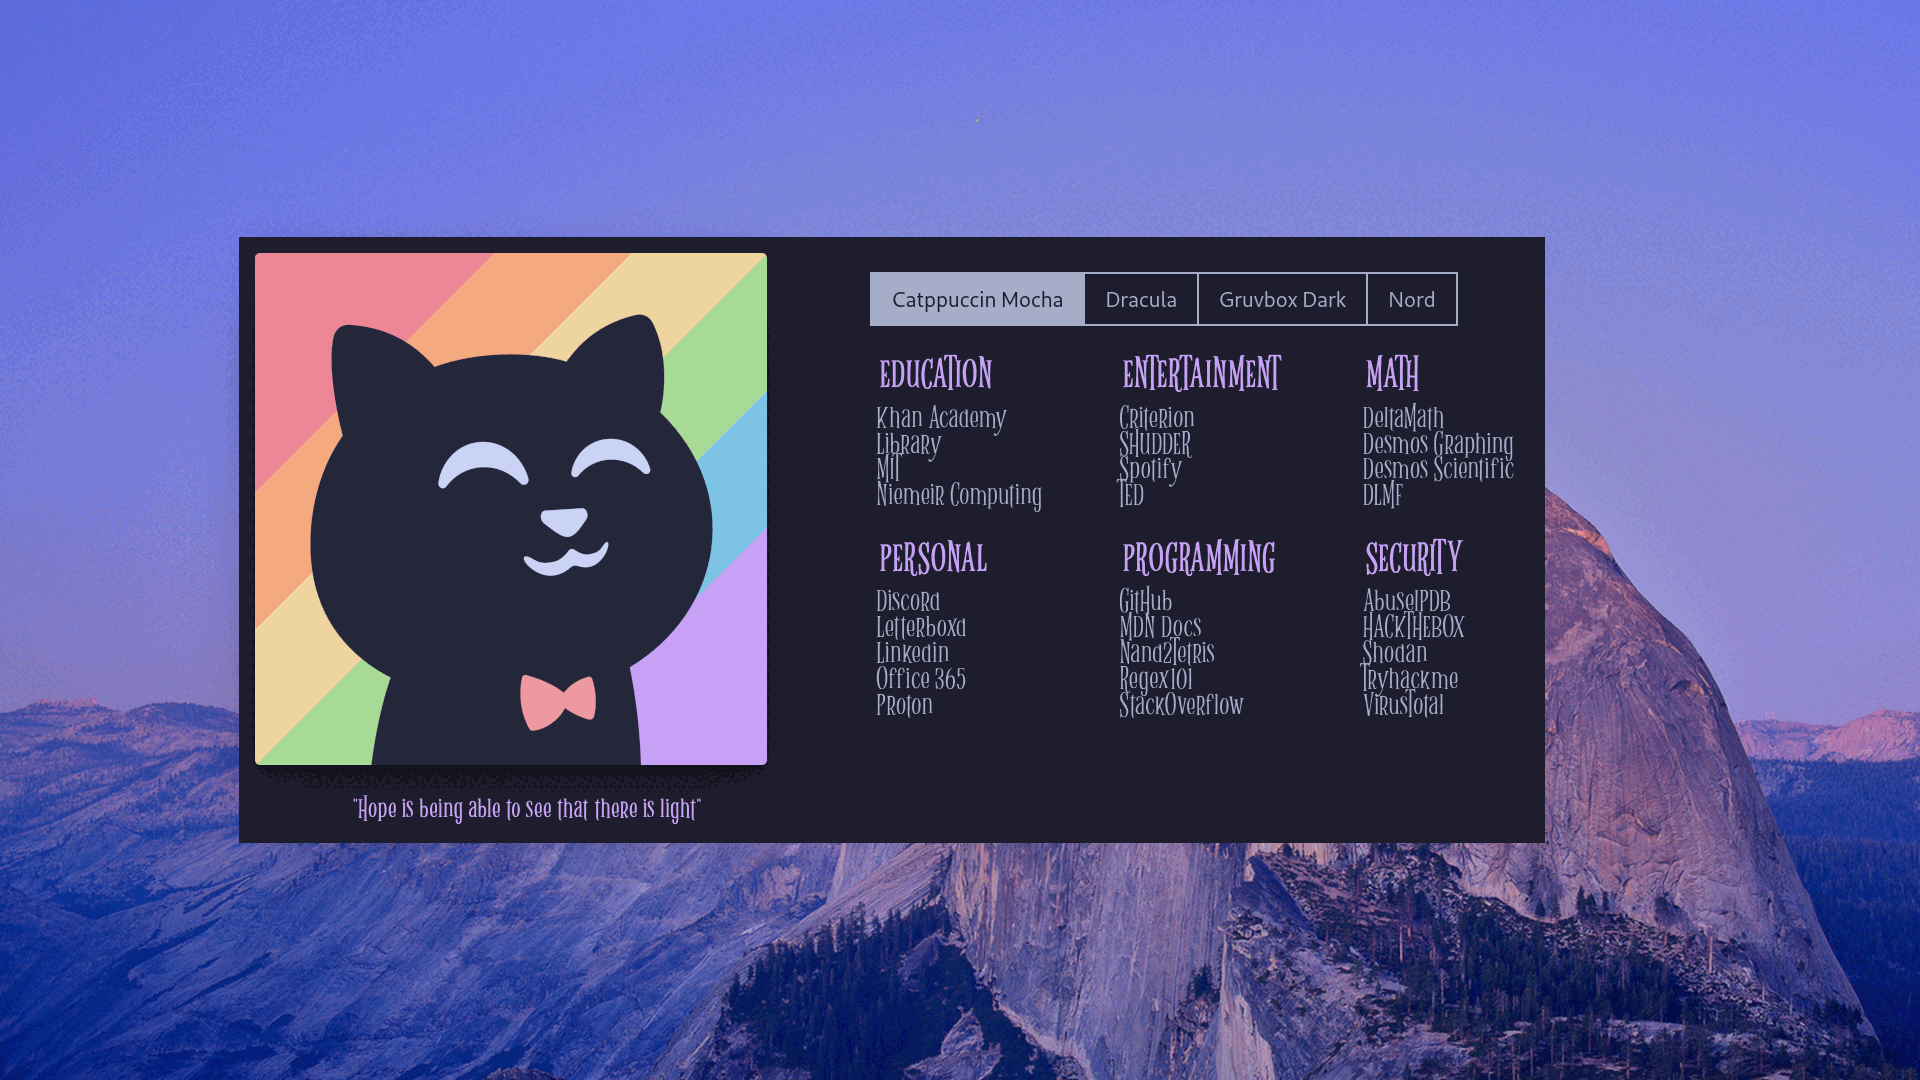 Catppuccin Mocha
Dracula
Gruvbox Dark
Nord
EDUCATION
Khan Academy
Library
MIT
Niemeir Computing
ENTERTAINMENT
Criterion
SHUDDER
Spotify
TED
MATH
DeltaMath
Desmos Graphing
Desmos Scientific
DLMF
PERSONAL
Discord
Letterboxd
Linkedin
Office 365
Proton
PROGRAMMING
GitHub
MDN Docs
Nand2Tetris
Regex101
StackOverflow
SECURITY
AbuseIPDB
HACKTHEBOX
Shodan
Tryhackme
VirusTotal
"Hope is being able to see that there is light"